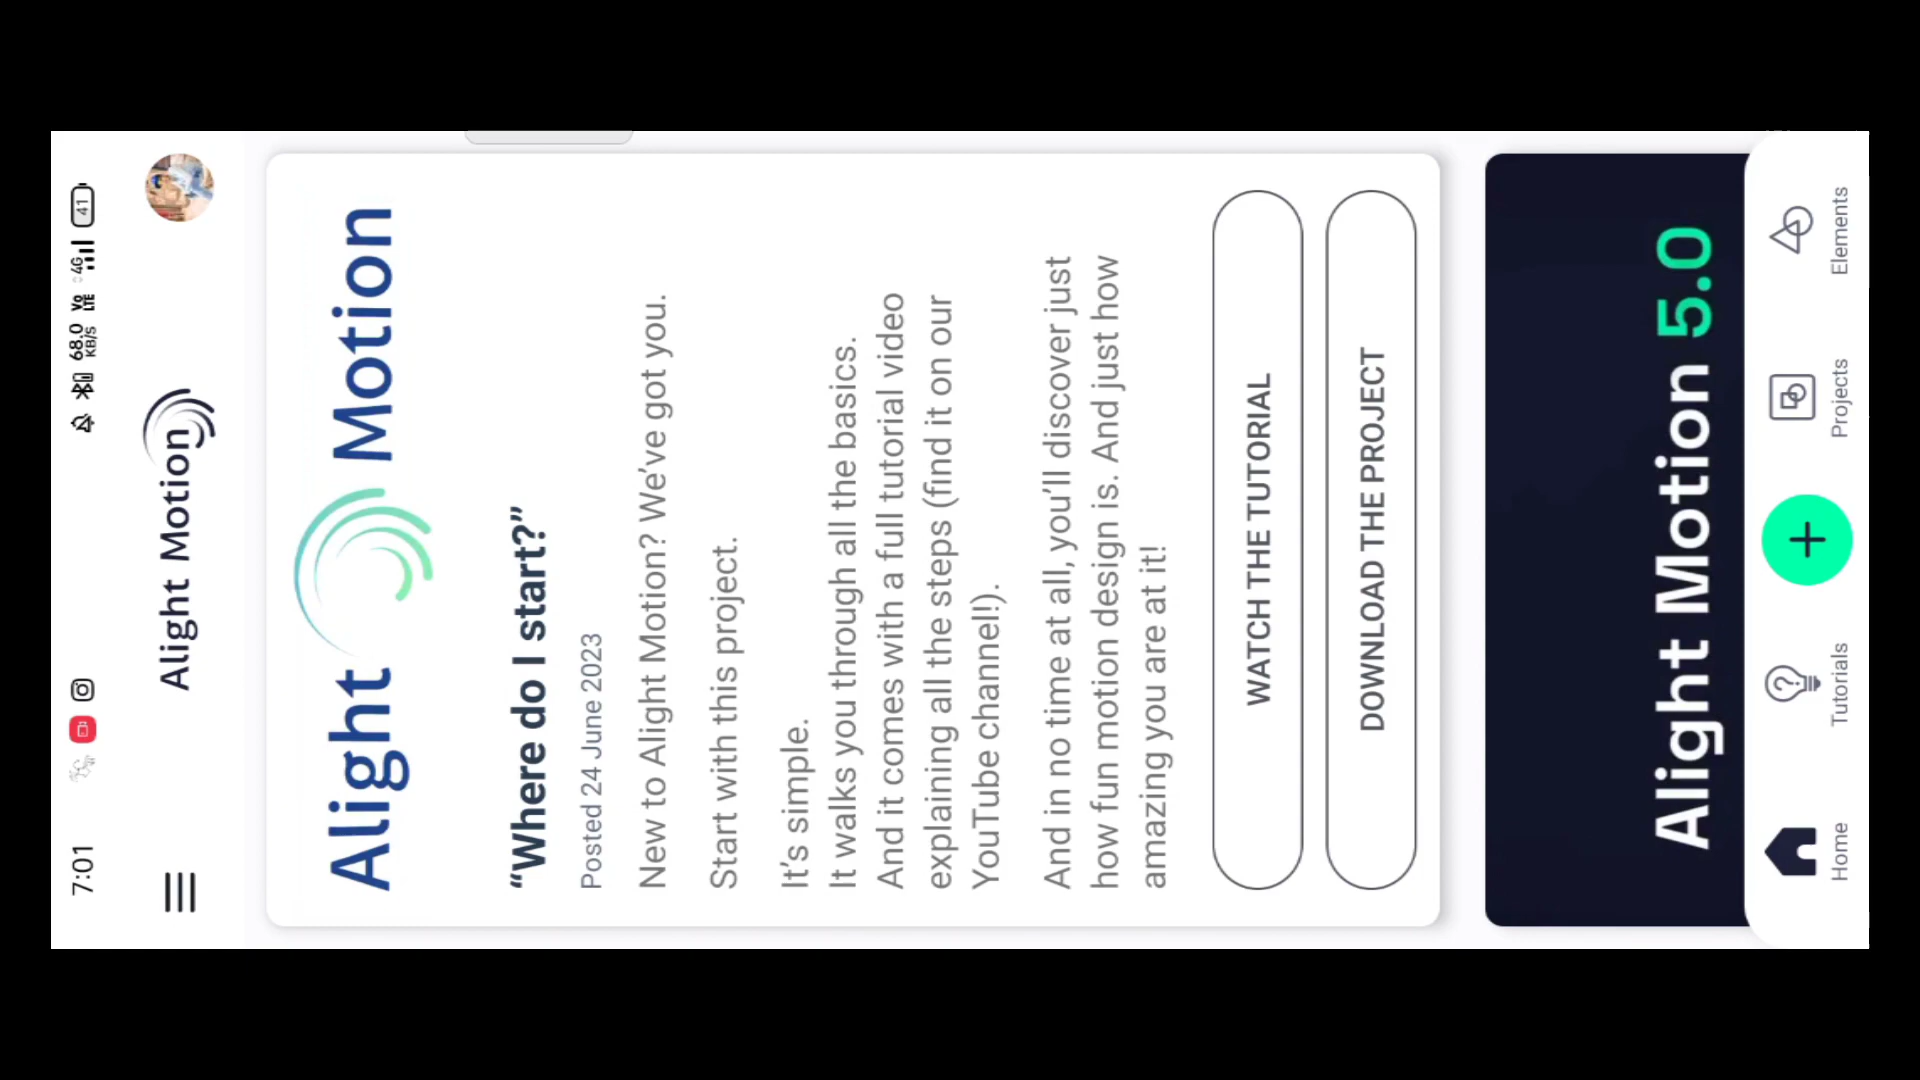 7:01
68.0
KB/s
Vo
LTE
4G
41
Alight Motion
Alight Motion
“Where do I start?”
Posted 24 June 2023
New to Alight Motion? We’ve got you.
Start with this project.
It’s simple.
It walks you through all the basics.
And it comes with a full tutorial video
explaining all the steps (find it on our
YouTube channel!).
And in no time at all, you’ll discover just
how fun motion design is. And just how
amazing you are at it!
WATCH THE TUTORIAL
DOWNLOAD THE PROJECT
Alight Motion 5.0
Home
Tutorials
Projects
Elements